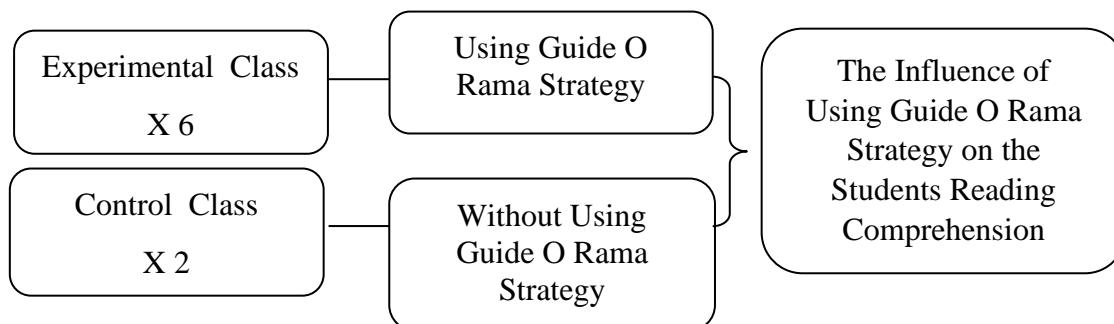 Experimental Class
X 6
Using Guide O
Rama Strategy
Control Class
X 2
Without Using
Guide O Rama
Strategy
The Influence of
Using Guide O Rama
Strategy on the
Students Reading
Comprehension